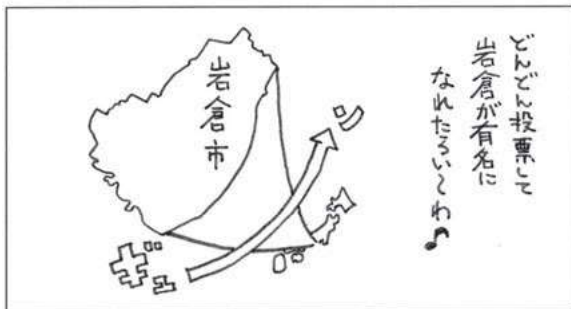 どんどん投票して
岩倉が有名に
なれたらい〜わ♪
岩倉市
ギュ
ン